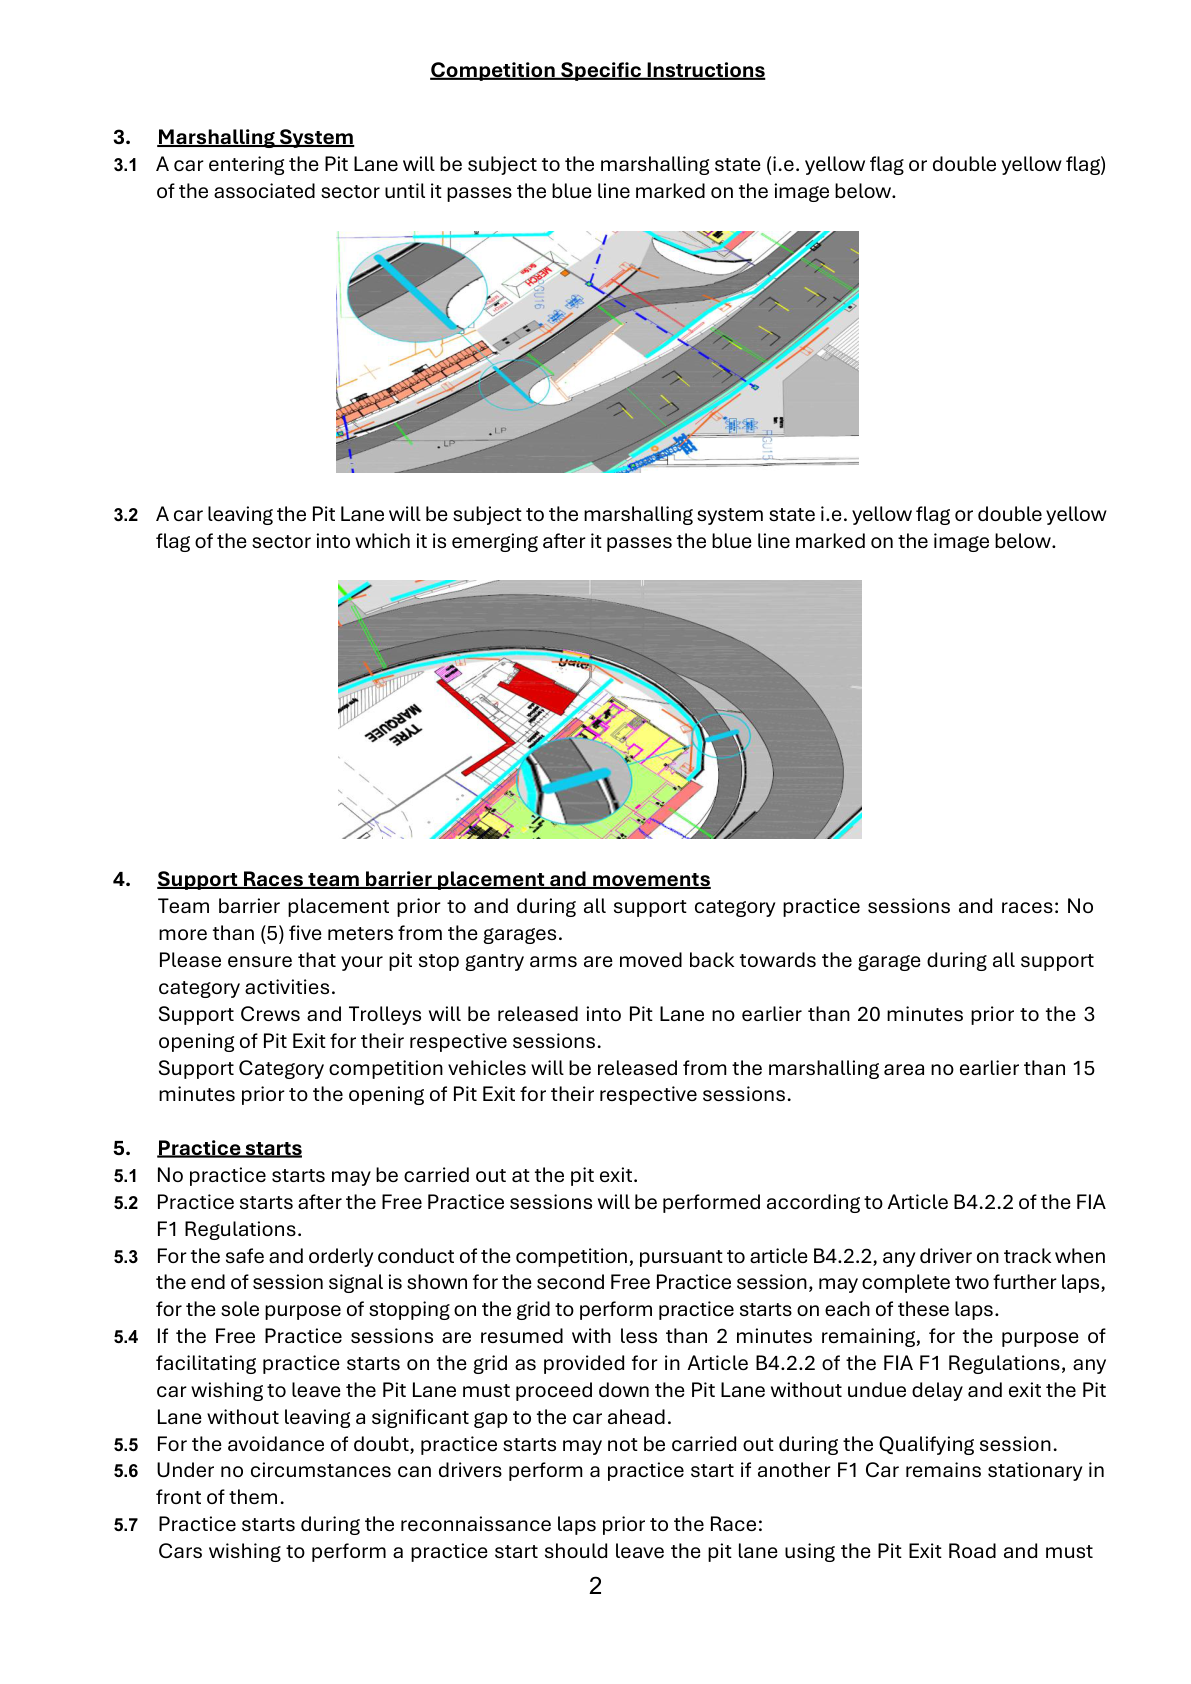 Competition Specific Instructions
3. Marshalling System
3.1 A car entering the Pit Lane will be subject to the marshalling state (i.e. yellow flag or double yellow flag)
of the associated sector until it passes the blue line marked on the image below.
MERCH
FGU16
LP
LP
3.2 A car leaving the Pit Lane will be subject to the marshalling system state i.e. yellow flag or double yellow
flag of the sector into which it is emerging after it passes the blue line marked on the image below.
TYRE
MARQUEE
4. Support Races team barrier placement and movements
Team barrier placement prior to and during all support category practice sessions and races: No
more than (5) five meters from the garages.
Please ensure that your pit stop gantry arms are moved back towards the garage during all support
category activities.
Support Crews and Trolleys will be released into Pit Lane no earlier than 20 minutes prior to the 3
opening of Pit Exit for their respective sessions.
Support Category competition vehicles will be released from the marshalling area no earlier than 15
minutes prior to the opening of Pit Exit for their respective sessions.
5. Practice starts
5.1 No practice starts may be carried out at the pit exit.
5.2 Practice starts after the Free Practice sessions will be performed according to Article B4.2.2 of the FIA
F1 Regulations.
5.3 For the safe and orderly conduct of the competition, pursuant to article B4.2.2, any driver on track when
the end of session signal is shown for the second Free Practice session, may complete two further laps,
for the sole purpose of stopping on the grid to perform practice starts on each of these laps.
5.4 If the Free Practice sessions are resumed with less than 2 minutes remaining, for the purpose of
facilitating practice starts on the grid as provided for in Article B4.2.2 of the FIA F1 Regulations, any
car wishing to leave the Pit Lane must proceed down the Pit Lane without undue delay and exit the Pit
Lane without leaving a significant gap to the car ahead.
5.5 For the avoidance of doubt, practice starts may not be carried out during the Qualifying session.
5.6 Under no circumstances can drivers perform a practice start if another F1 Car remains stationary in
front of them.
5.7 Practice starts during the reconnaissance laps prior to the Race:
Cars wishing to perform a practice start should leave the pit lane using the Pit Exit Road and must
2